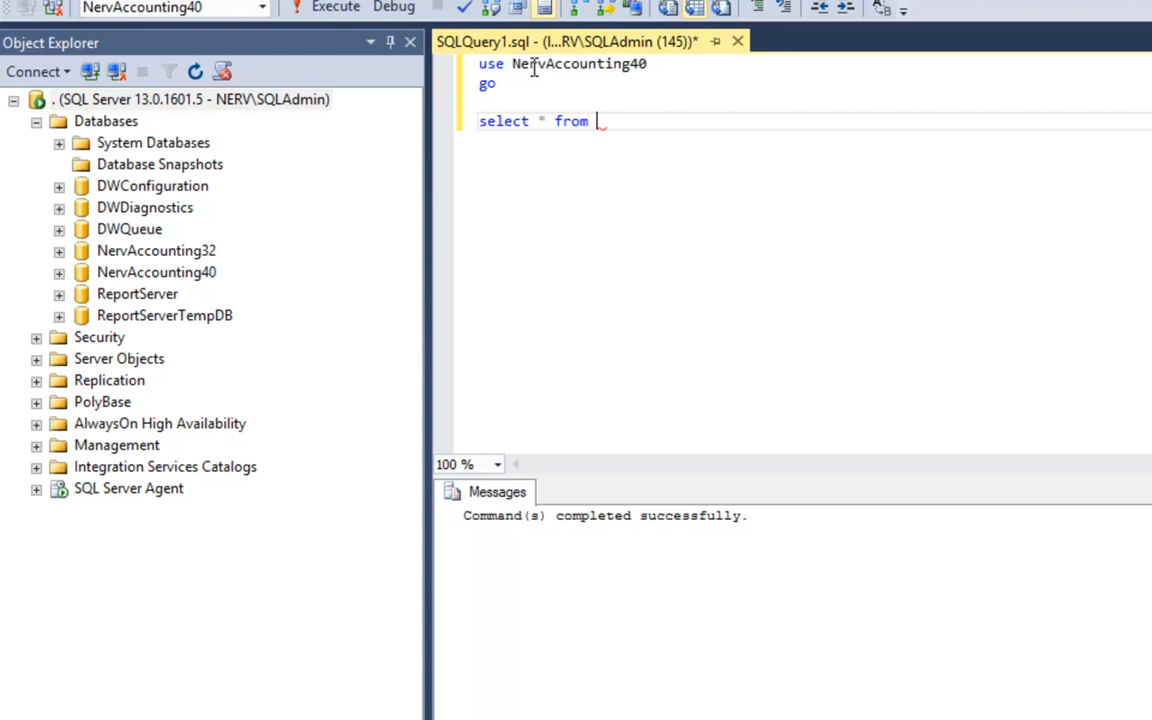 NervAccounting40
Execute
Debug
Object Explorer
SQLQuery1.sql - (l...RV\SQLAdmin (145))*
Connect
. (SQL Server 13.0.1601.5 - NERV\SQLAdmin)
Databases
System Databases
Database Snapshots
DWConfiguration
DWDiagnostics
DWQueue
NervAccounting32
NervAccounting40
ReportServer
ReportServerTempDB
Security
Server Objects
Replication
PolyBase
AlwaysOn High Availability
Management
Integration Services Catalogs
SQL Server Agent
use NervAccounting40
go
select * from
100 %
Messages
Command(s) completed successfully.